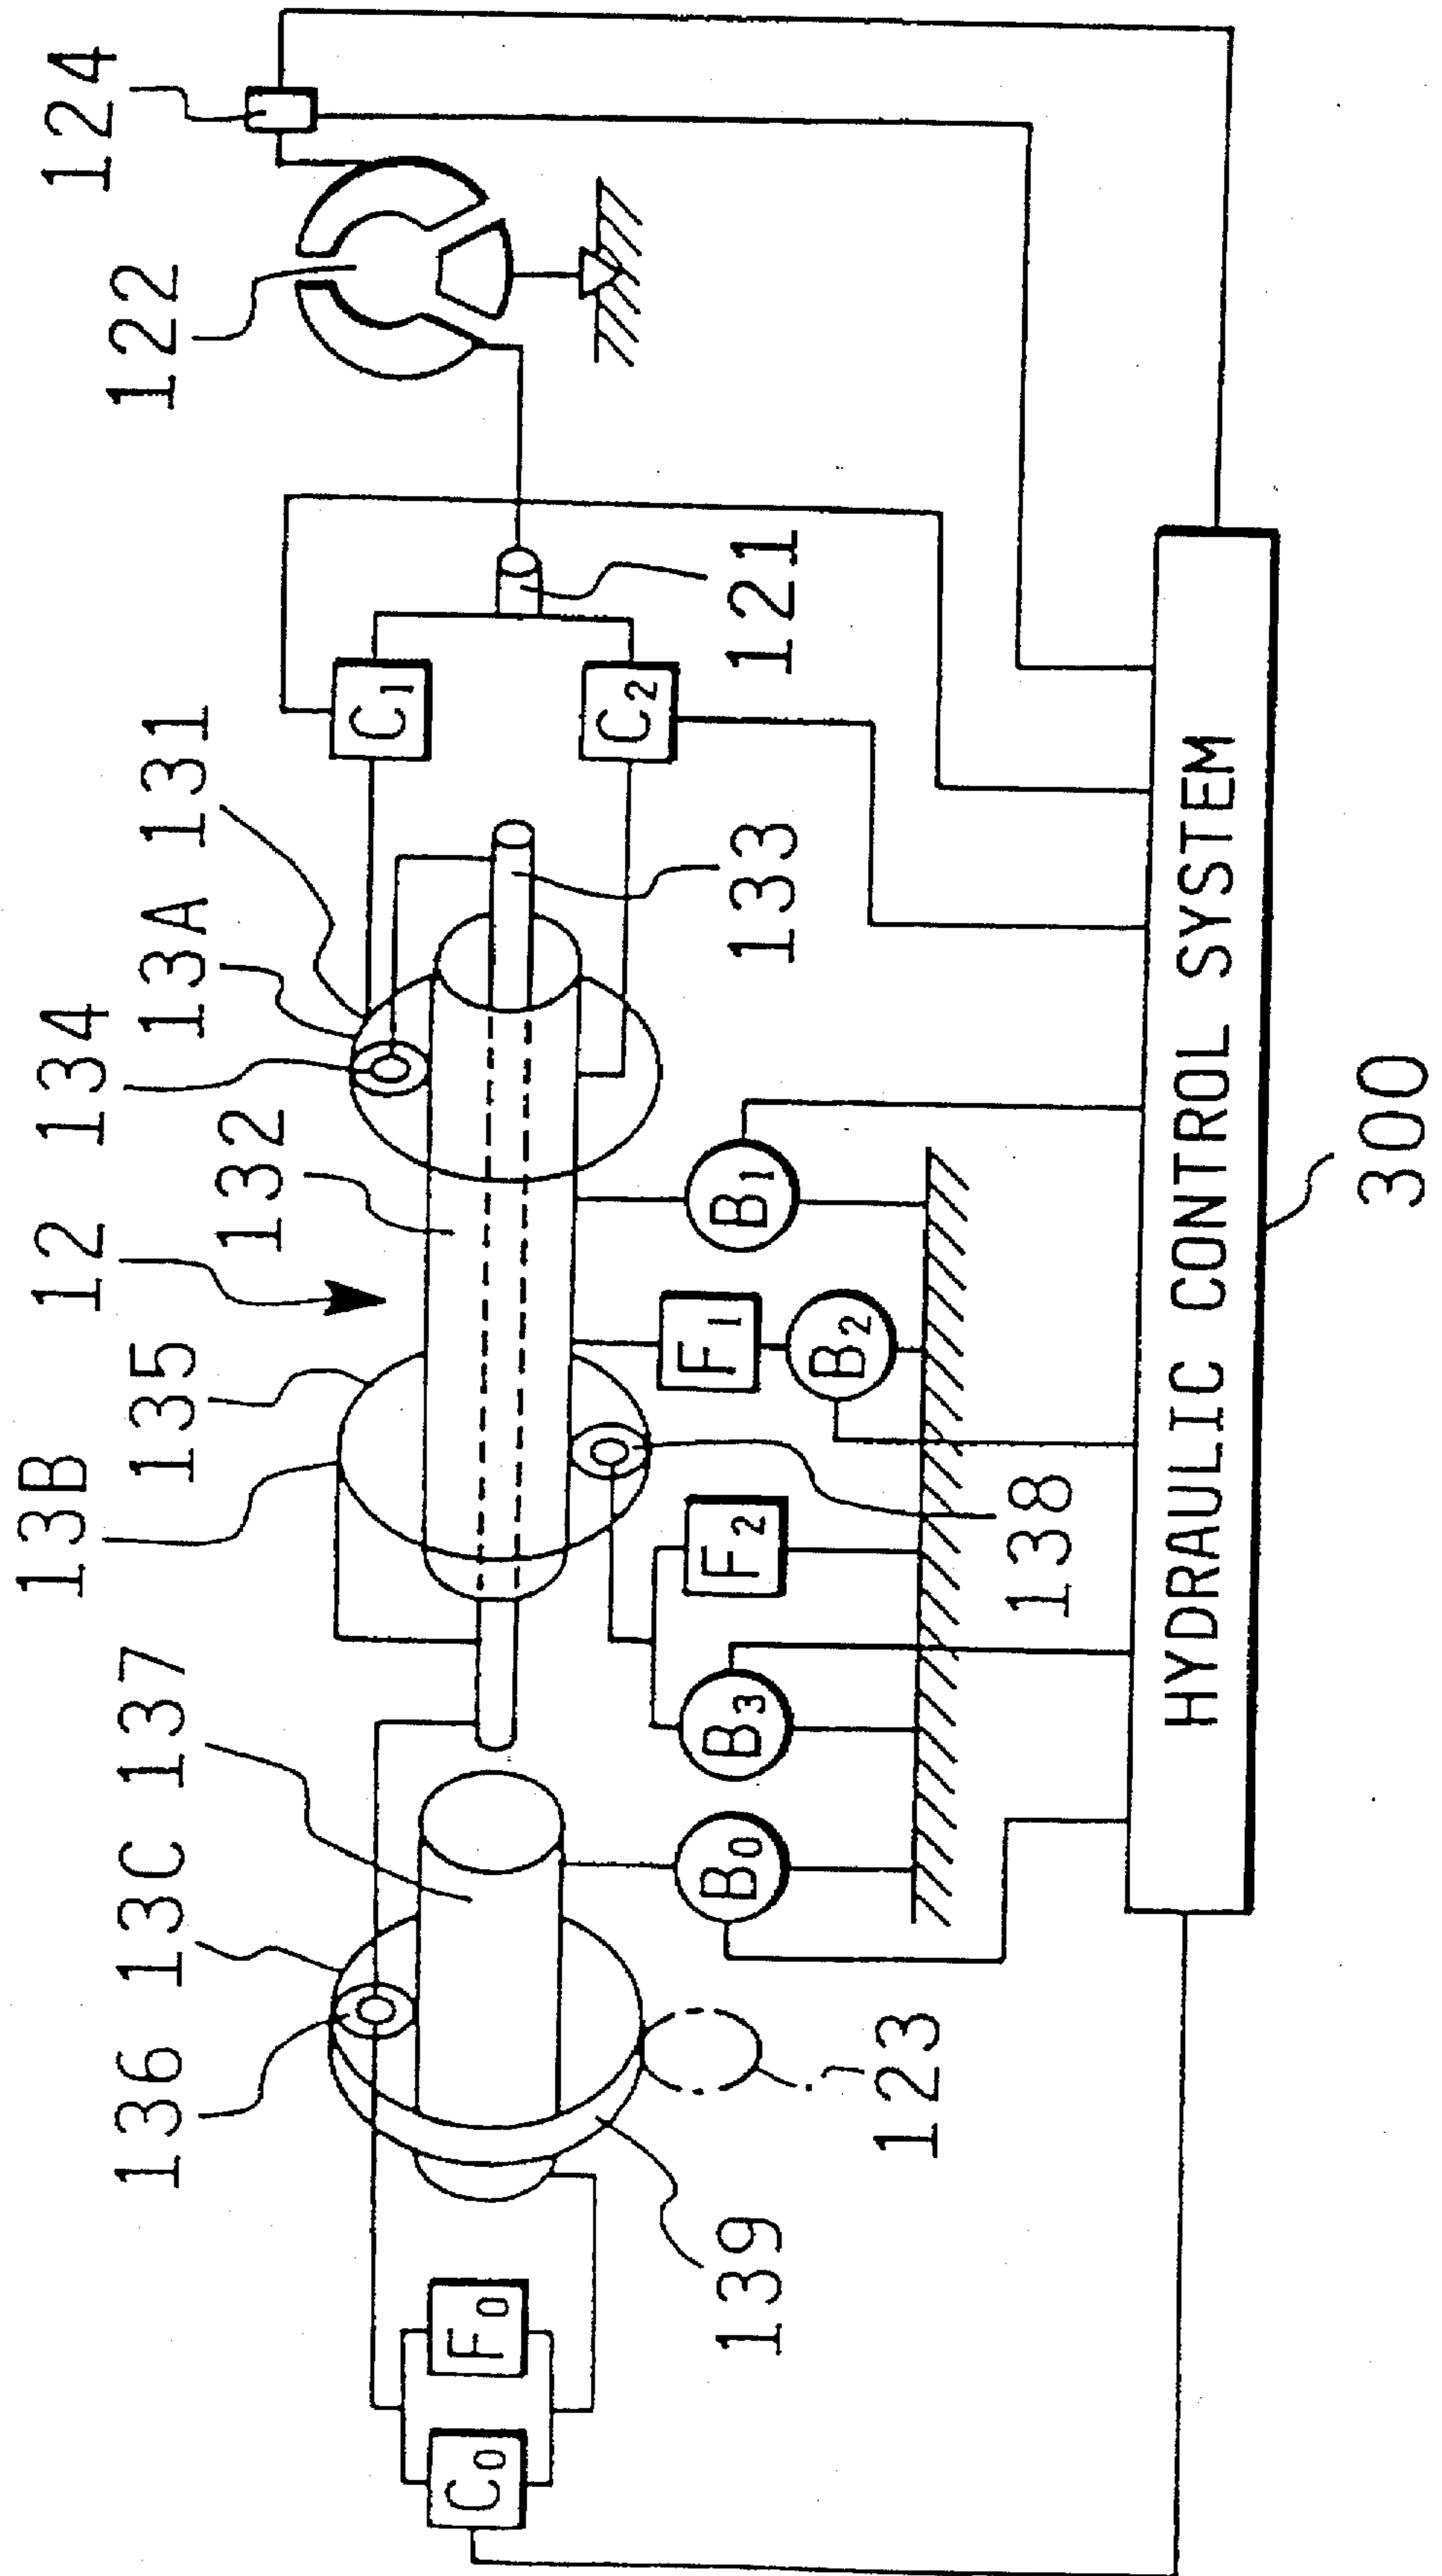 13B
135
12
132
134
13A
131
122
124
136
13C
137
C₁
C₂
121
133
C₀
F₀
139
123
B₀
B₃
F₂
138
F₁
B₂
B₁
HYDRAULIC CONTROL SYSTEM
300